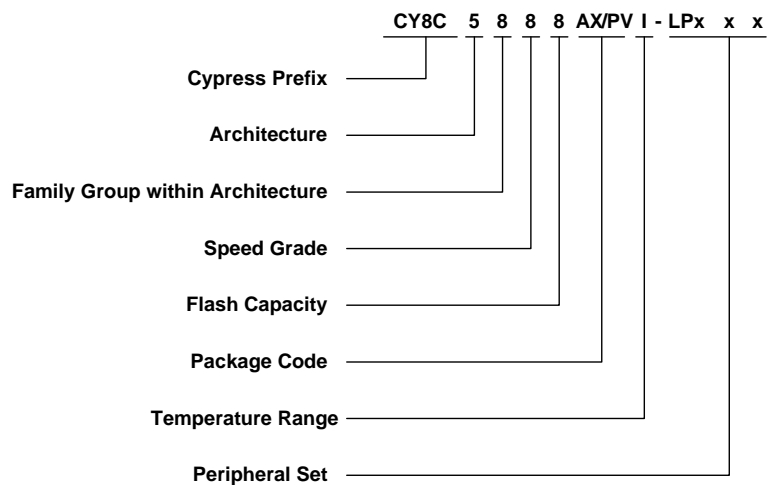 CY8C 5 8 8 8 AX/PV I - LPx x x
Cypress Prefix
Architecture
Family Group within Architecture
Speed Grade
Flash Capacity
Package Code
Temperature Range
Peripheral Set